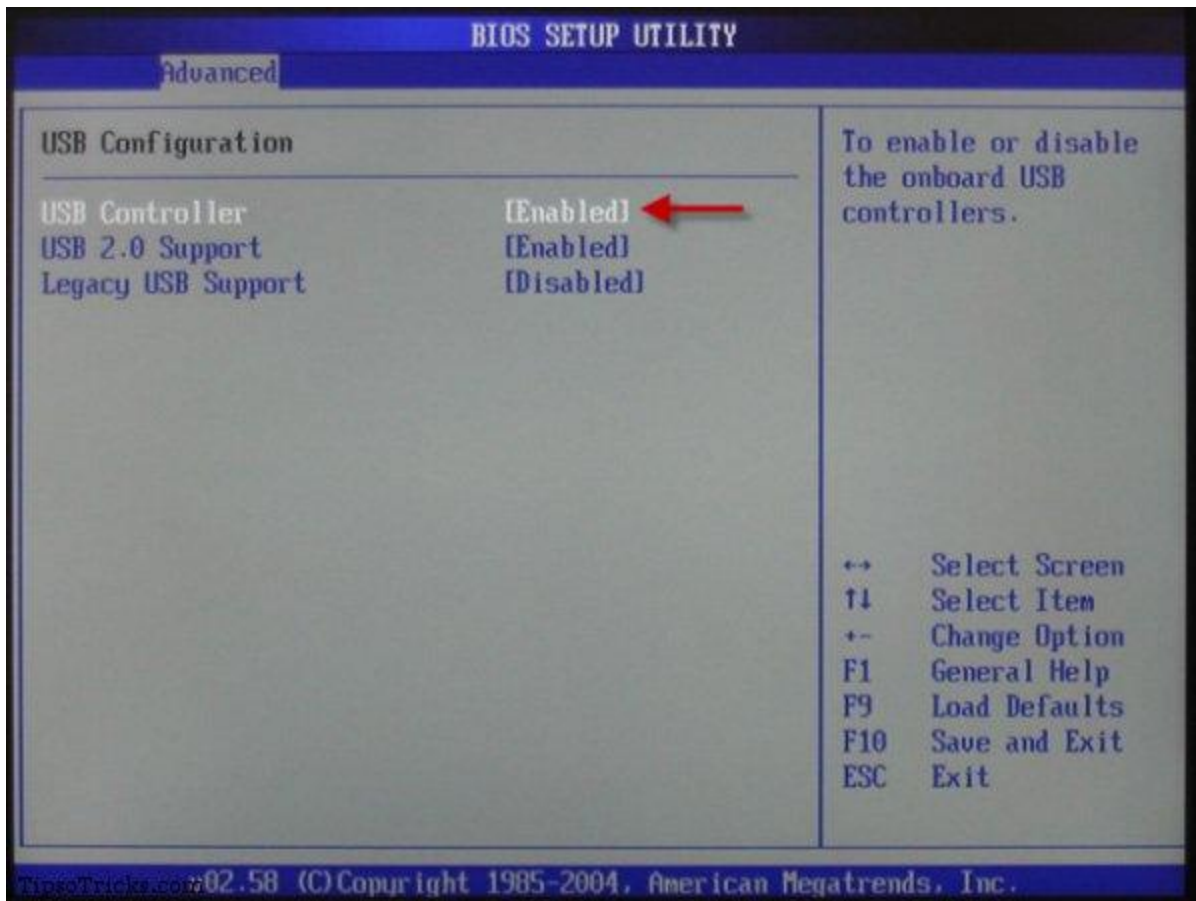 BIOS SETUP UTILITY
Advanced
USB Configuration
USB Controller [Enabled]
USB 2.0 Support [Enabled]
Legacy USB Support [Disabled]
To enable or disable
the onboard USB
controllers.
←→ Select Screen
↑↓ Select Item
+- Change Option
F1 General Help
F9 Load Defaults
F10 Save and Exit
ESC Exit
TipsoTricks.com
02.58 (C)Copyright 1985-2004, American Megatrends, Inc.